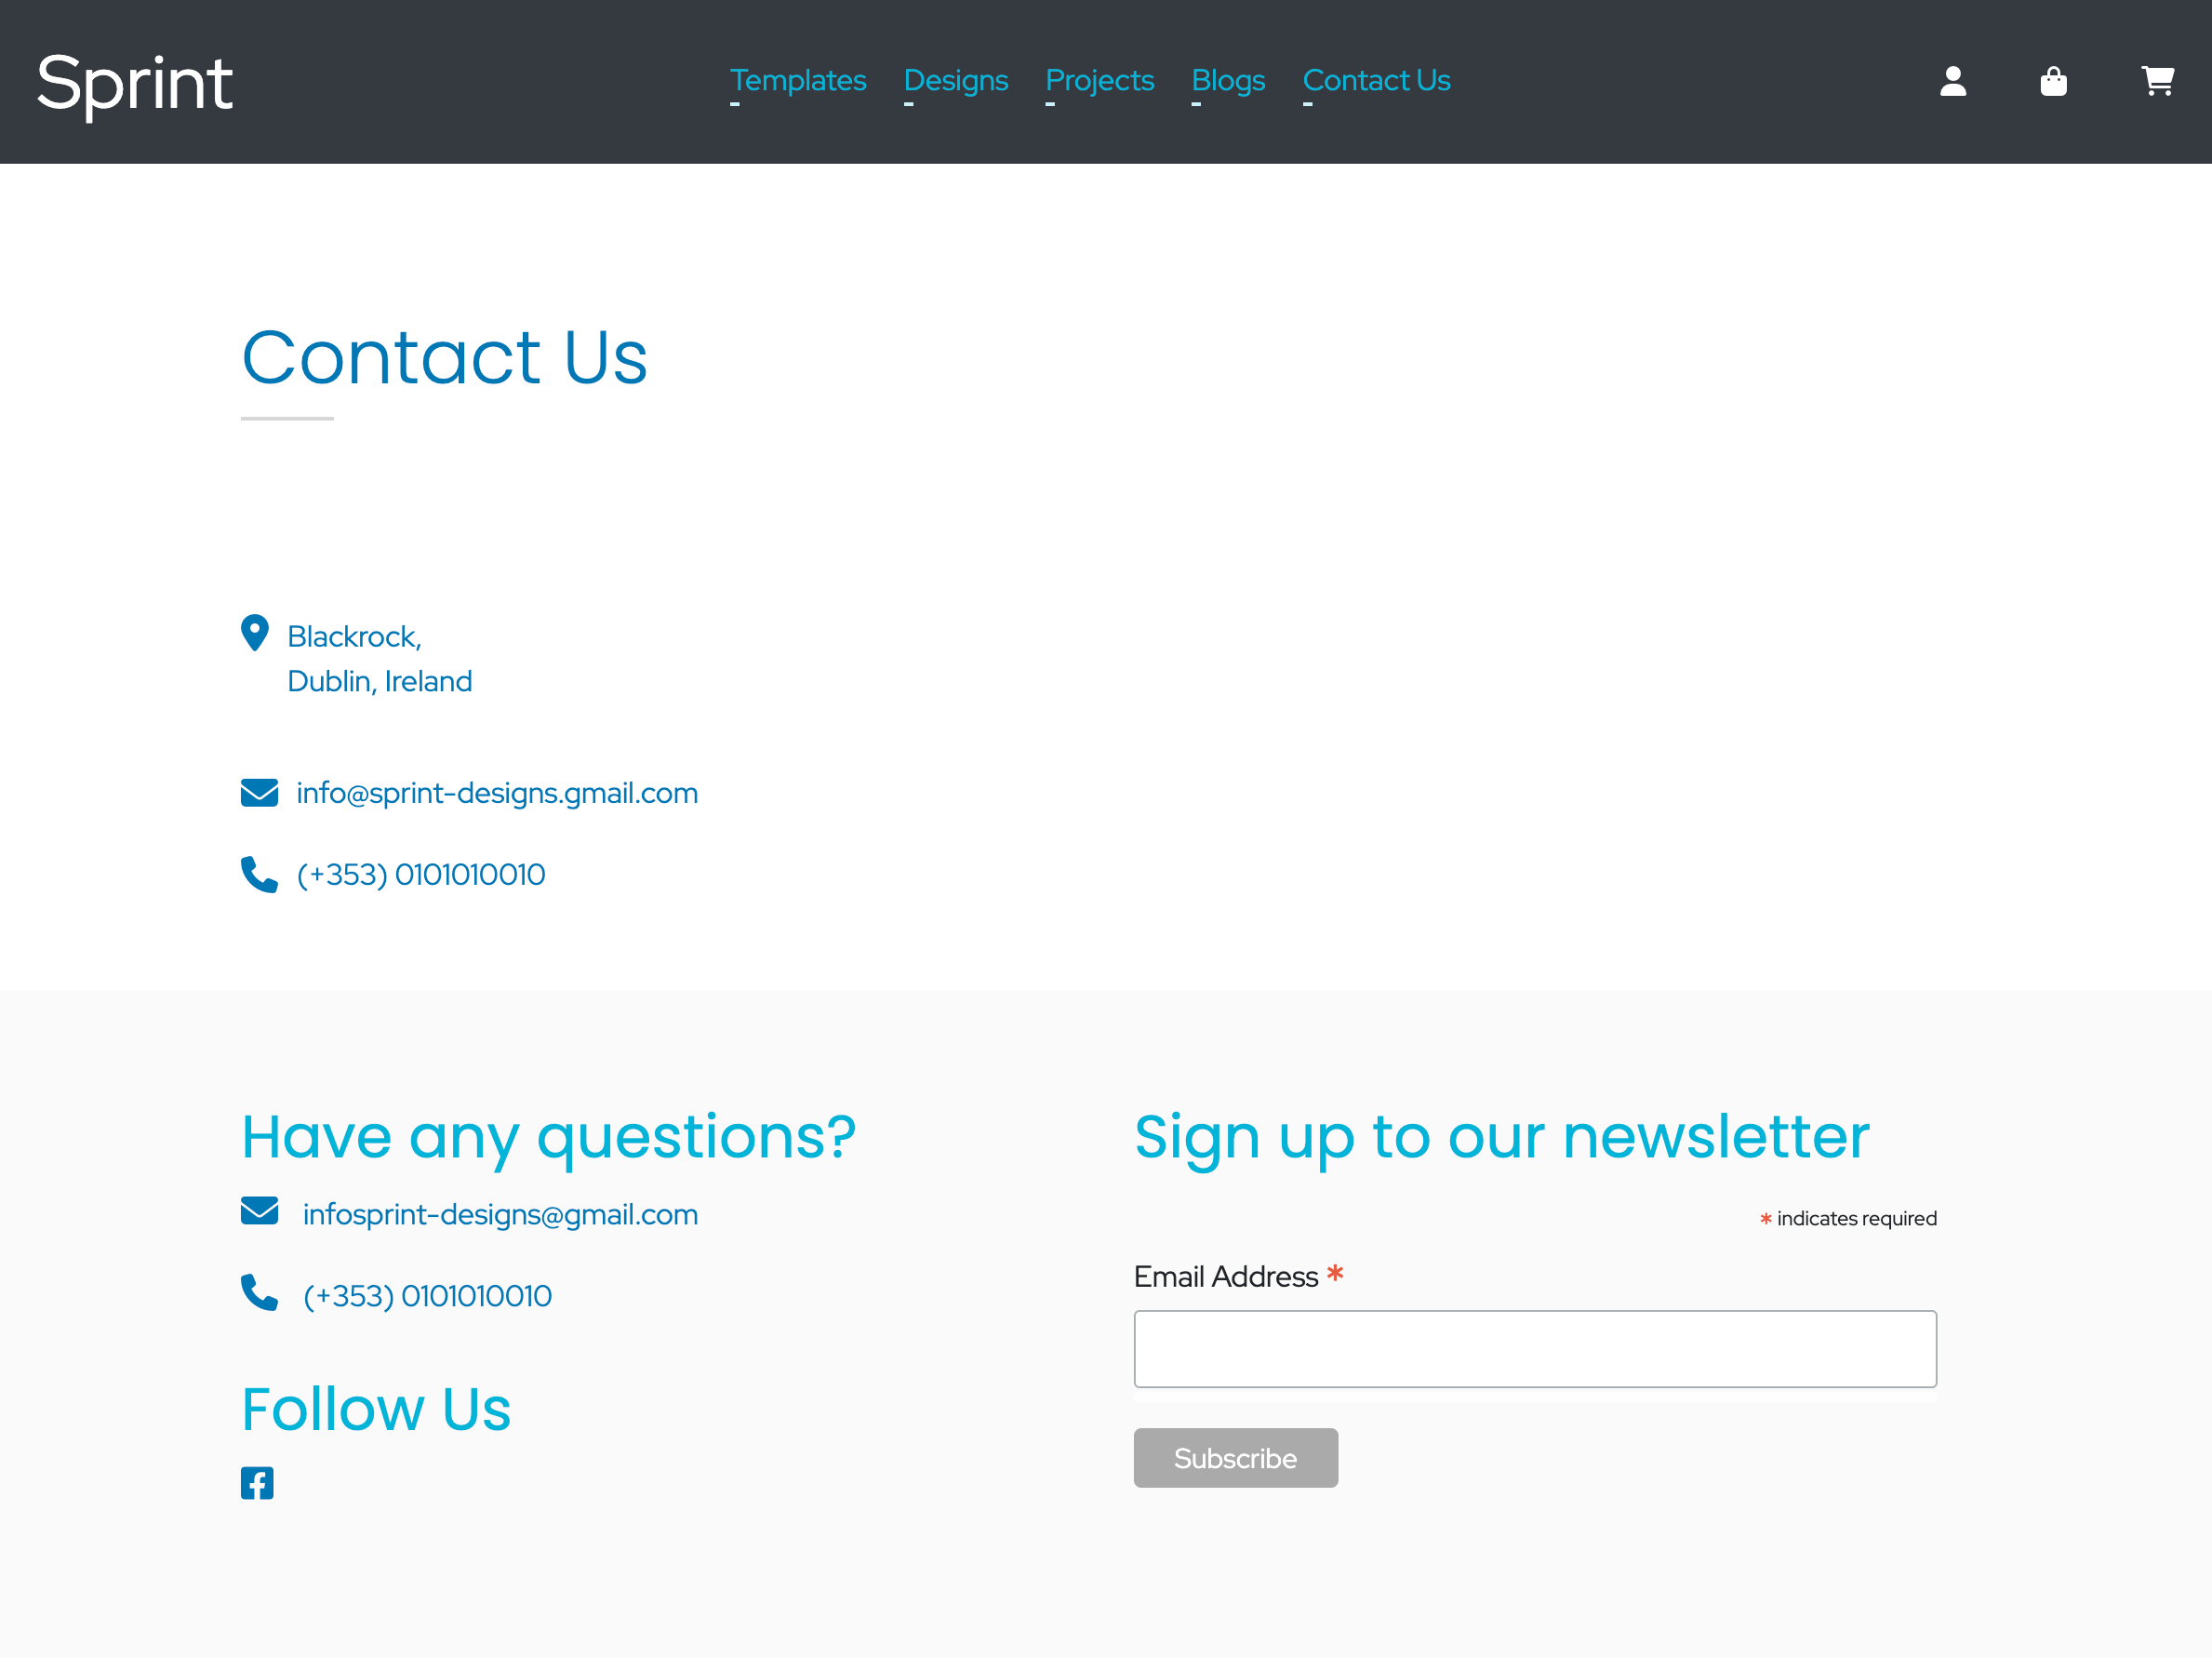 Sprint
Templates Designs Projects Blogs Contact Us
Contact Us
Blackrock,
Dublin, Ireland
info@sprint-designs.gmail.com
(+353) 0101010010
Have any questions?
infosprint-designs@gmail.com
(+353) 0101010010
Follow Us
Sign up to our newsletter
* indicates required
Email Address *
Subscribe